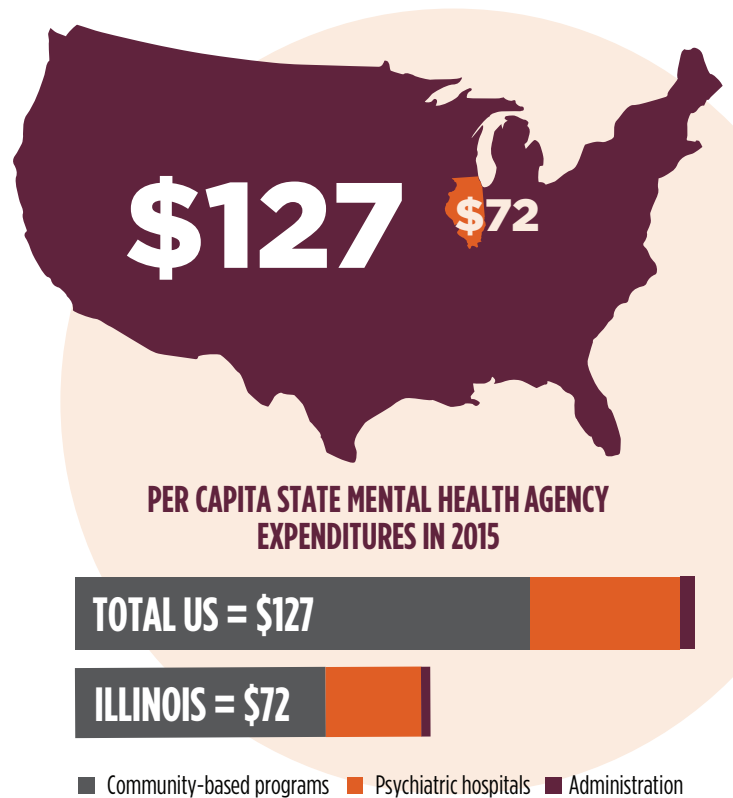 $127
$72
PER CAPITA STATE MENTAL HEALTH AGENCY
EXPENDITURES IN 2015
TOTAL US = $127
ILLINOIS = $72
Community-based programs Psychiatric hospitals Administration